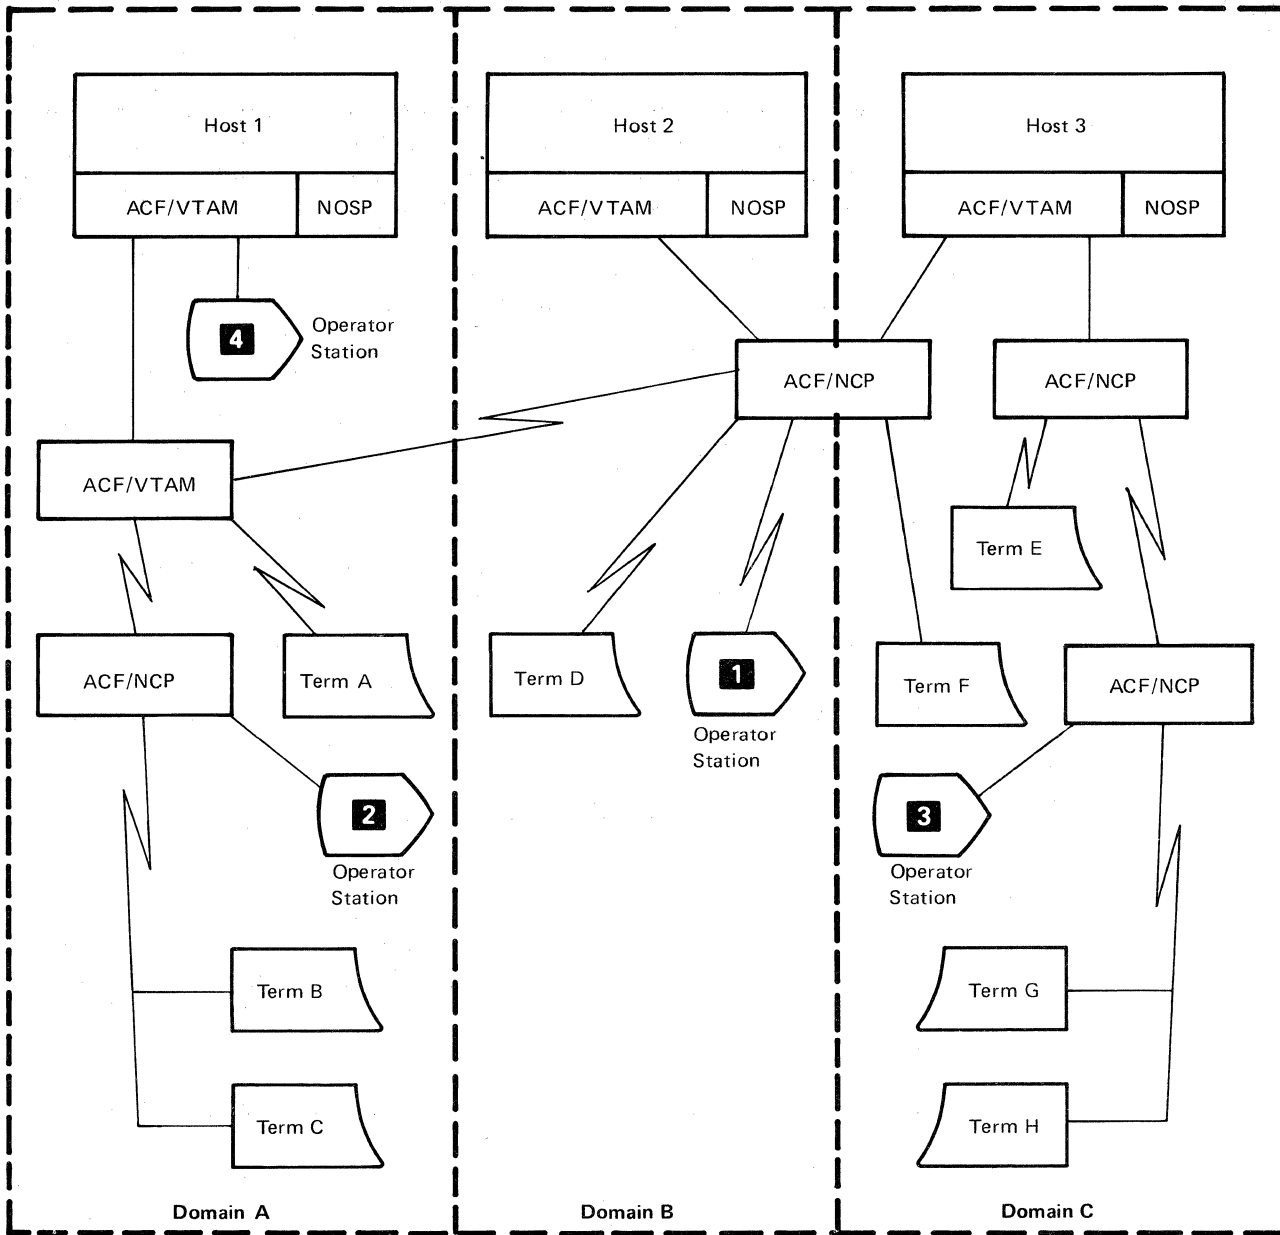 Host 1
ACF/VTAM
NOSP
Host 2
ACF/VTAM
NOSP
Host 3
ACF/VTAM
NOSP
4
Operator
Station
ACF/NCP
ACF/NCP
ACF/VTAM
Term E
ACF/NCP
Term A
Term D
1
Operator
Station
Term F
ACF/NCP
2
Operator
Station
3
Operator
Station
Term B
Term G
Term C
Term H
Domain A
Domain B
Domain C